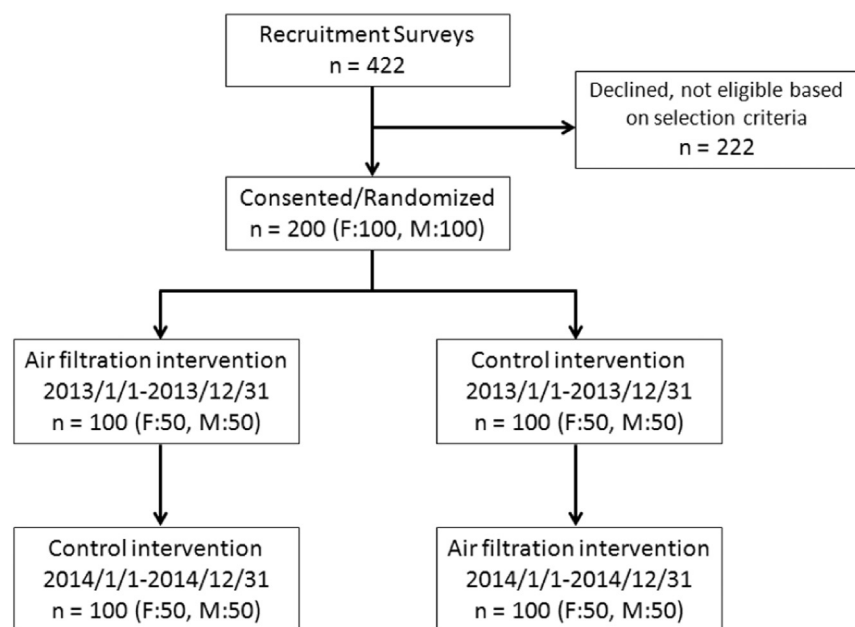 Recruitment Surveys
n = 422
Declined, not eligible based
on selection criteria
n = 222
Consented/Randomized
n = 200 (F:100, M:100)
Air filtration intervention
2013/1/1-2013/12/31
n = 100 (F:50, M:50)
Control intervention
2013/1/1-2013/12/31
n = 100 (F:50, M:50)
Control intervention
2014/1/1-2014/12/31
n = 100 (F:50, M:50)
Air filtration intervention
2014/1/1-2014/12/31
n = 100 (F:50, M:50)